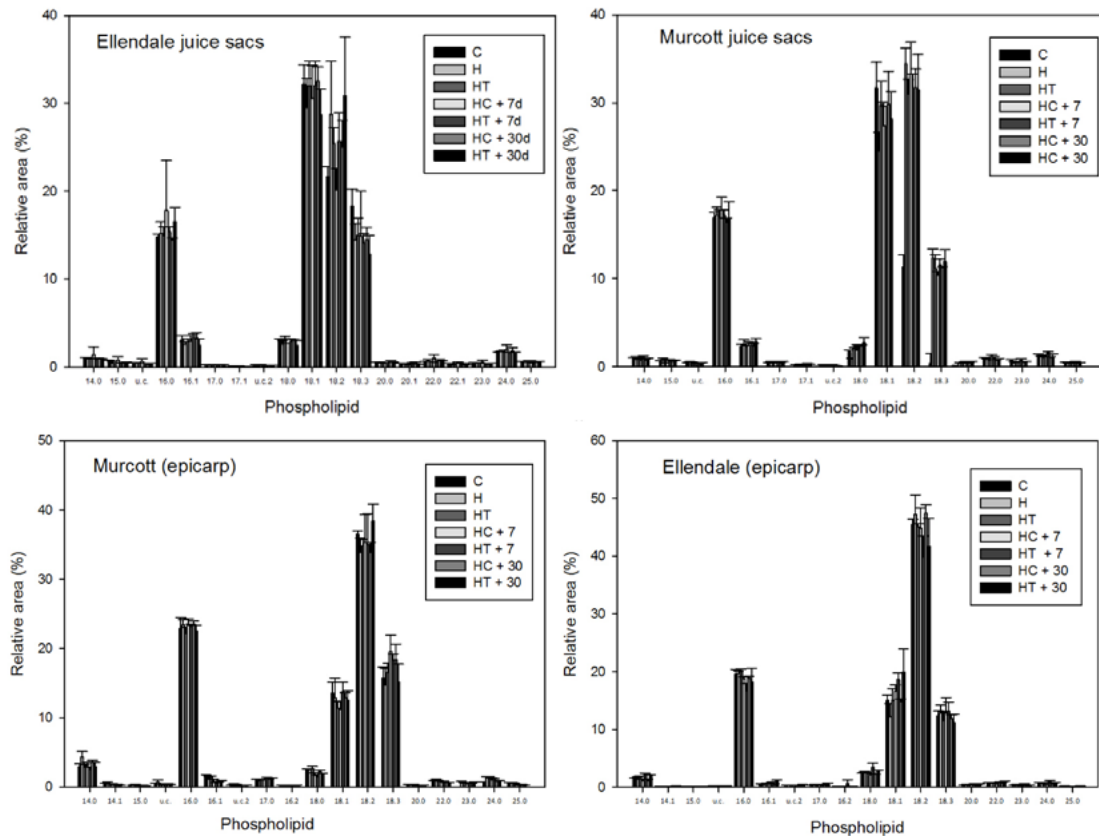 Ellendale juice sacs
C
H
HT
HC + 7d
HT + 7d
HC + 30d
HT + 30d
Relative area (%)
40
30
20
10
0
14.0 15.0 u.c. 16.0 16.1 17.0 17.1 u.c.2 18.0 18.1 18.2 18.3 20.0 20.1 22.0 22.1 23.0 24.0 25.0
Phospholipid
Murcott juice sacs
C
H
HT
HC + 7
HT + 7
HC + 30
HC + 30
Relative area (%)
40
30
20
10
0
14.0 15.0 u.c. 16.0 16.1 17.0 17.1 u.c.2 18.0 18.1 18.2 18.3 20.0 22.0 23.0 24.0 25.0
Phospholipid
Murcott (epicarp)
C
H
HT
HC + 7
HT + 7
HC + 30
HT + 30
Relative area (%)
50
40
30
20
10
0
14.0 14.1 15.0 u.c. 16.0 16.1 u.c.2 17.0 16.2 18.0 18.1 18.2 18.3 20.0 22.0 23.0 24.0 25.0
Phospholipid
Ellendale (epicarp)
C
H
HT
HC + 7
HT + 7
HC + 30
HT + 30
Relative area (%)
60
50
40
30
20
10
0
14.0 14.1 15.0 u.c. 16.0 16.1 u.c.2 17.0 16.2 18.0 18.1 18.2 18.3 20.0 22.0 23.0 24.0 25.0
Phospholipid